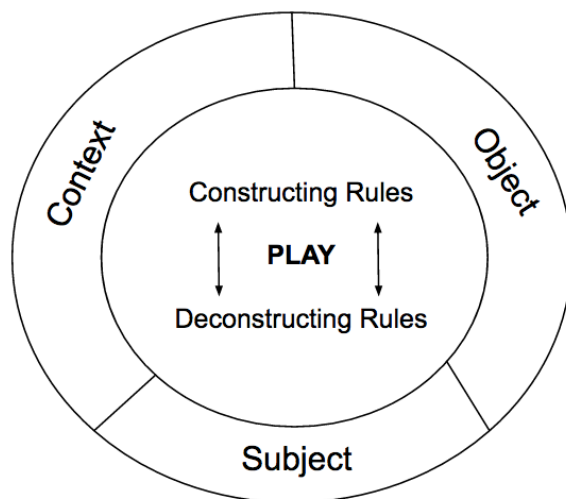 Context
Object
Constructing Rules
PLAY
Deconstructing Rules
Subject